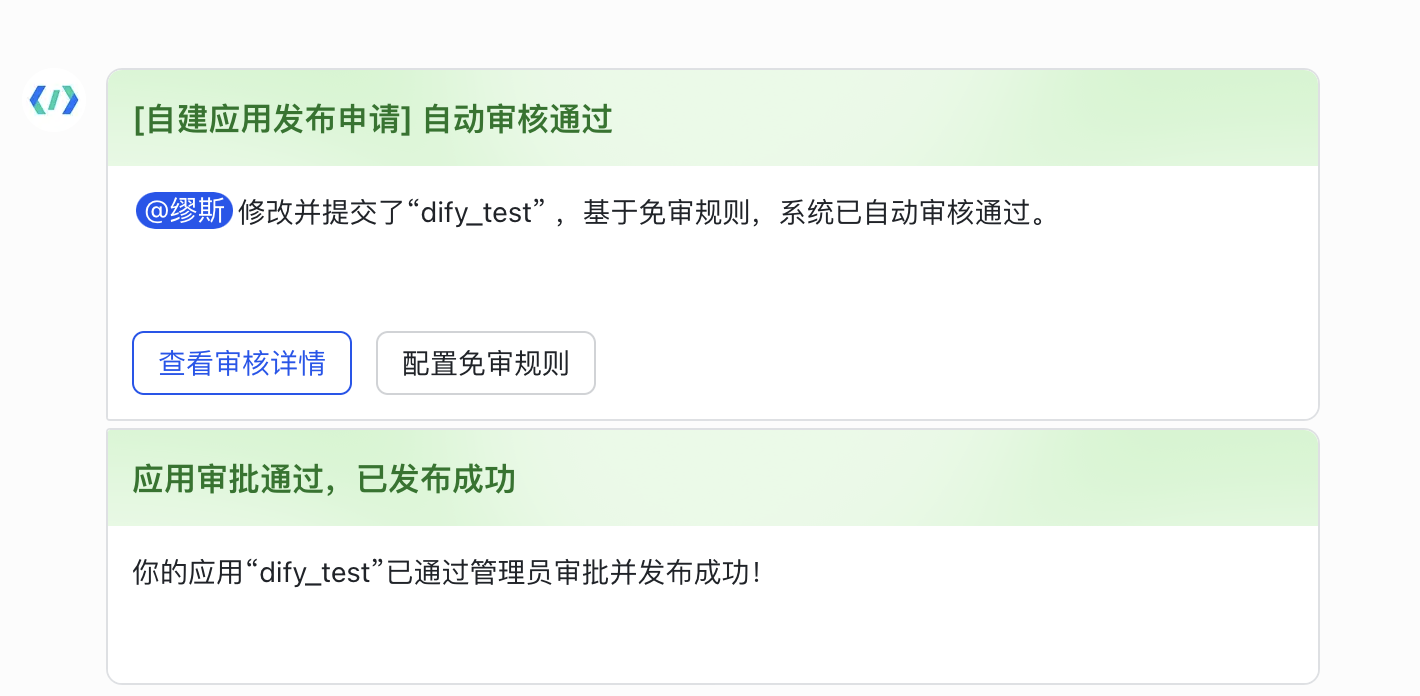 [自建应用发布申请] 自动审核通过
@缪斯 修改并提交了“dify_test” ，基于免审规则，系统已自动审核通过。
查看审核详情 配置免审规则
应用审批通过，已发布成功
你的应用“dify_test”已通过管理员审批并发布成功！